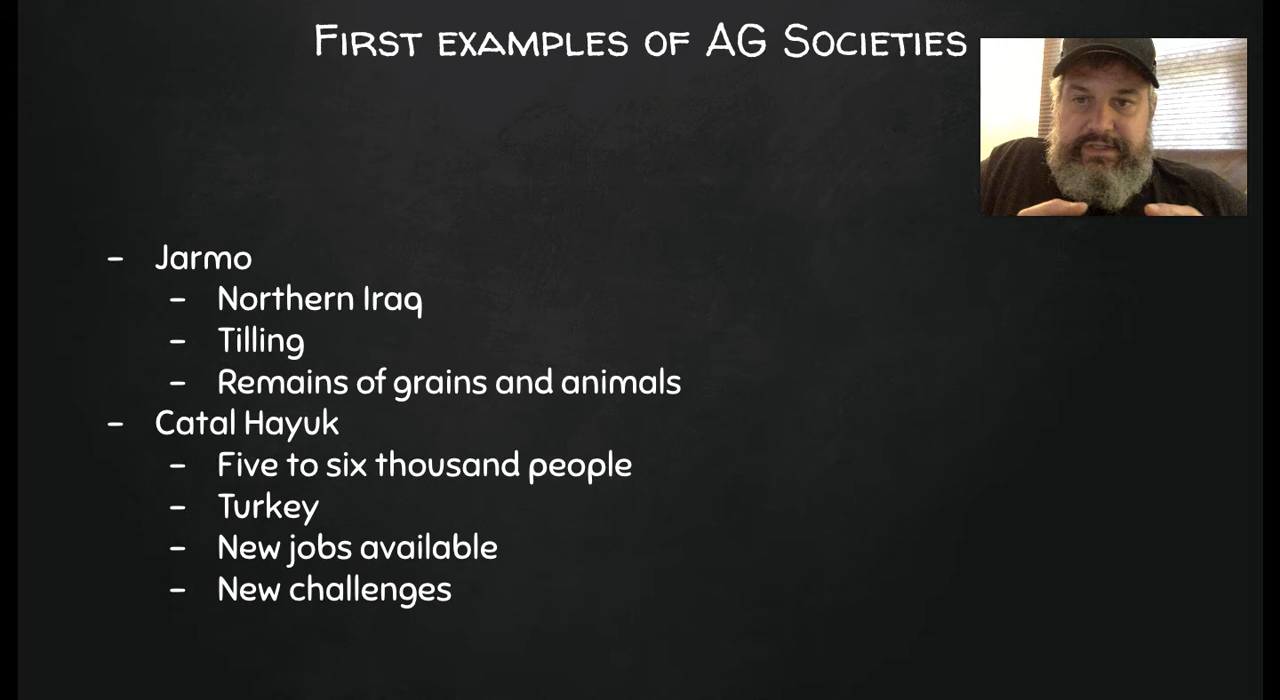 First examples of AG Societies
- Jarmo
- Northern Iraq
- Tilling
- Remains of grains and animals
- Catal Hayuk
- Five to six thousand people
- Turkey
- New jobs available
- New challenges